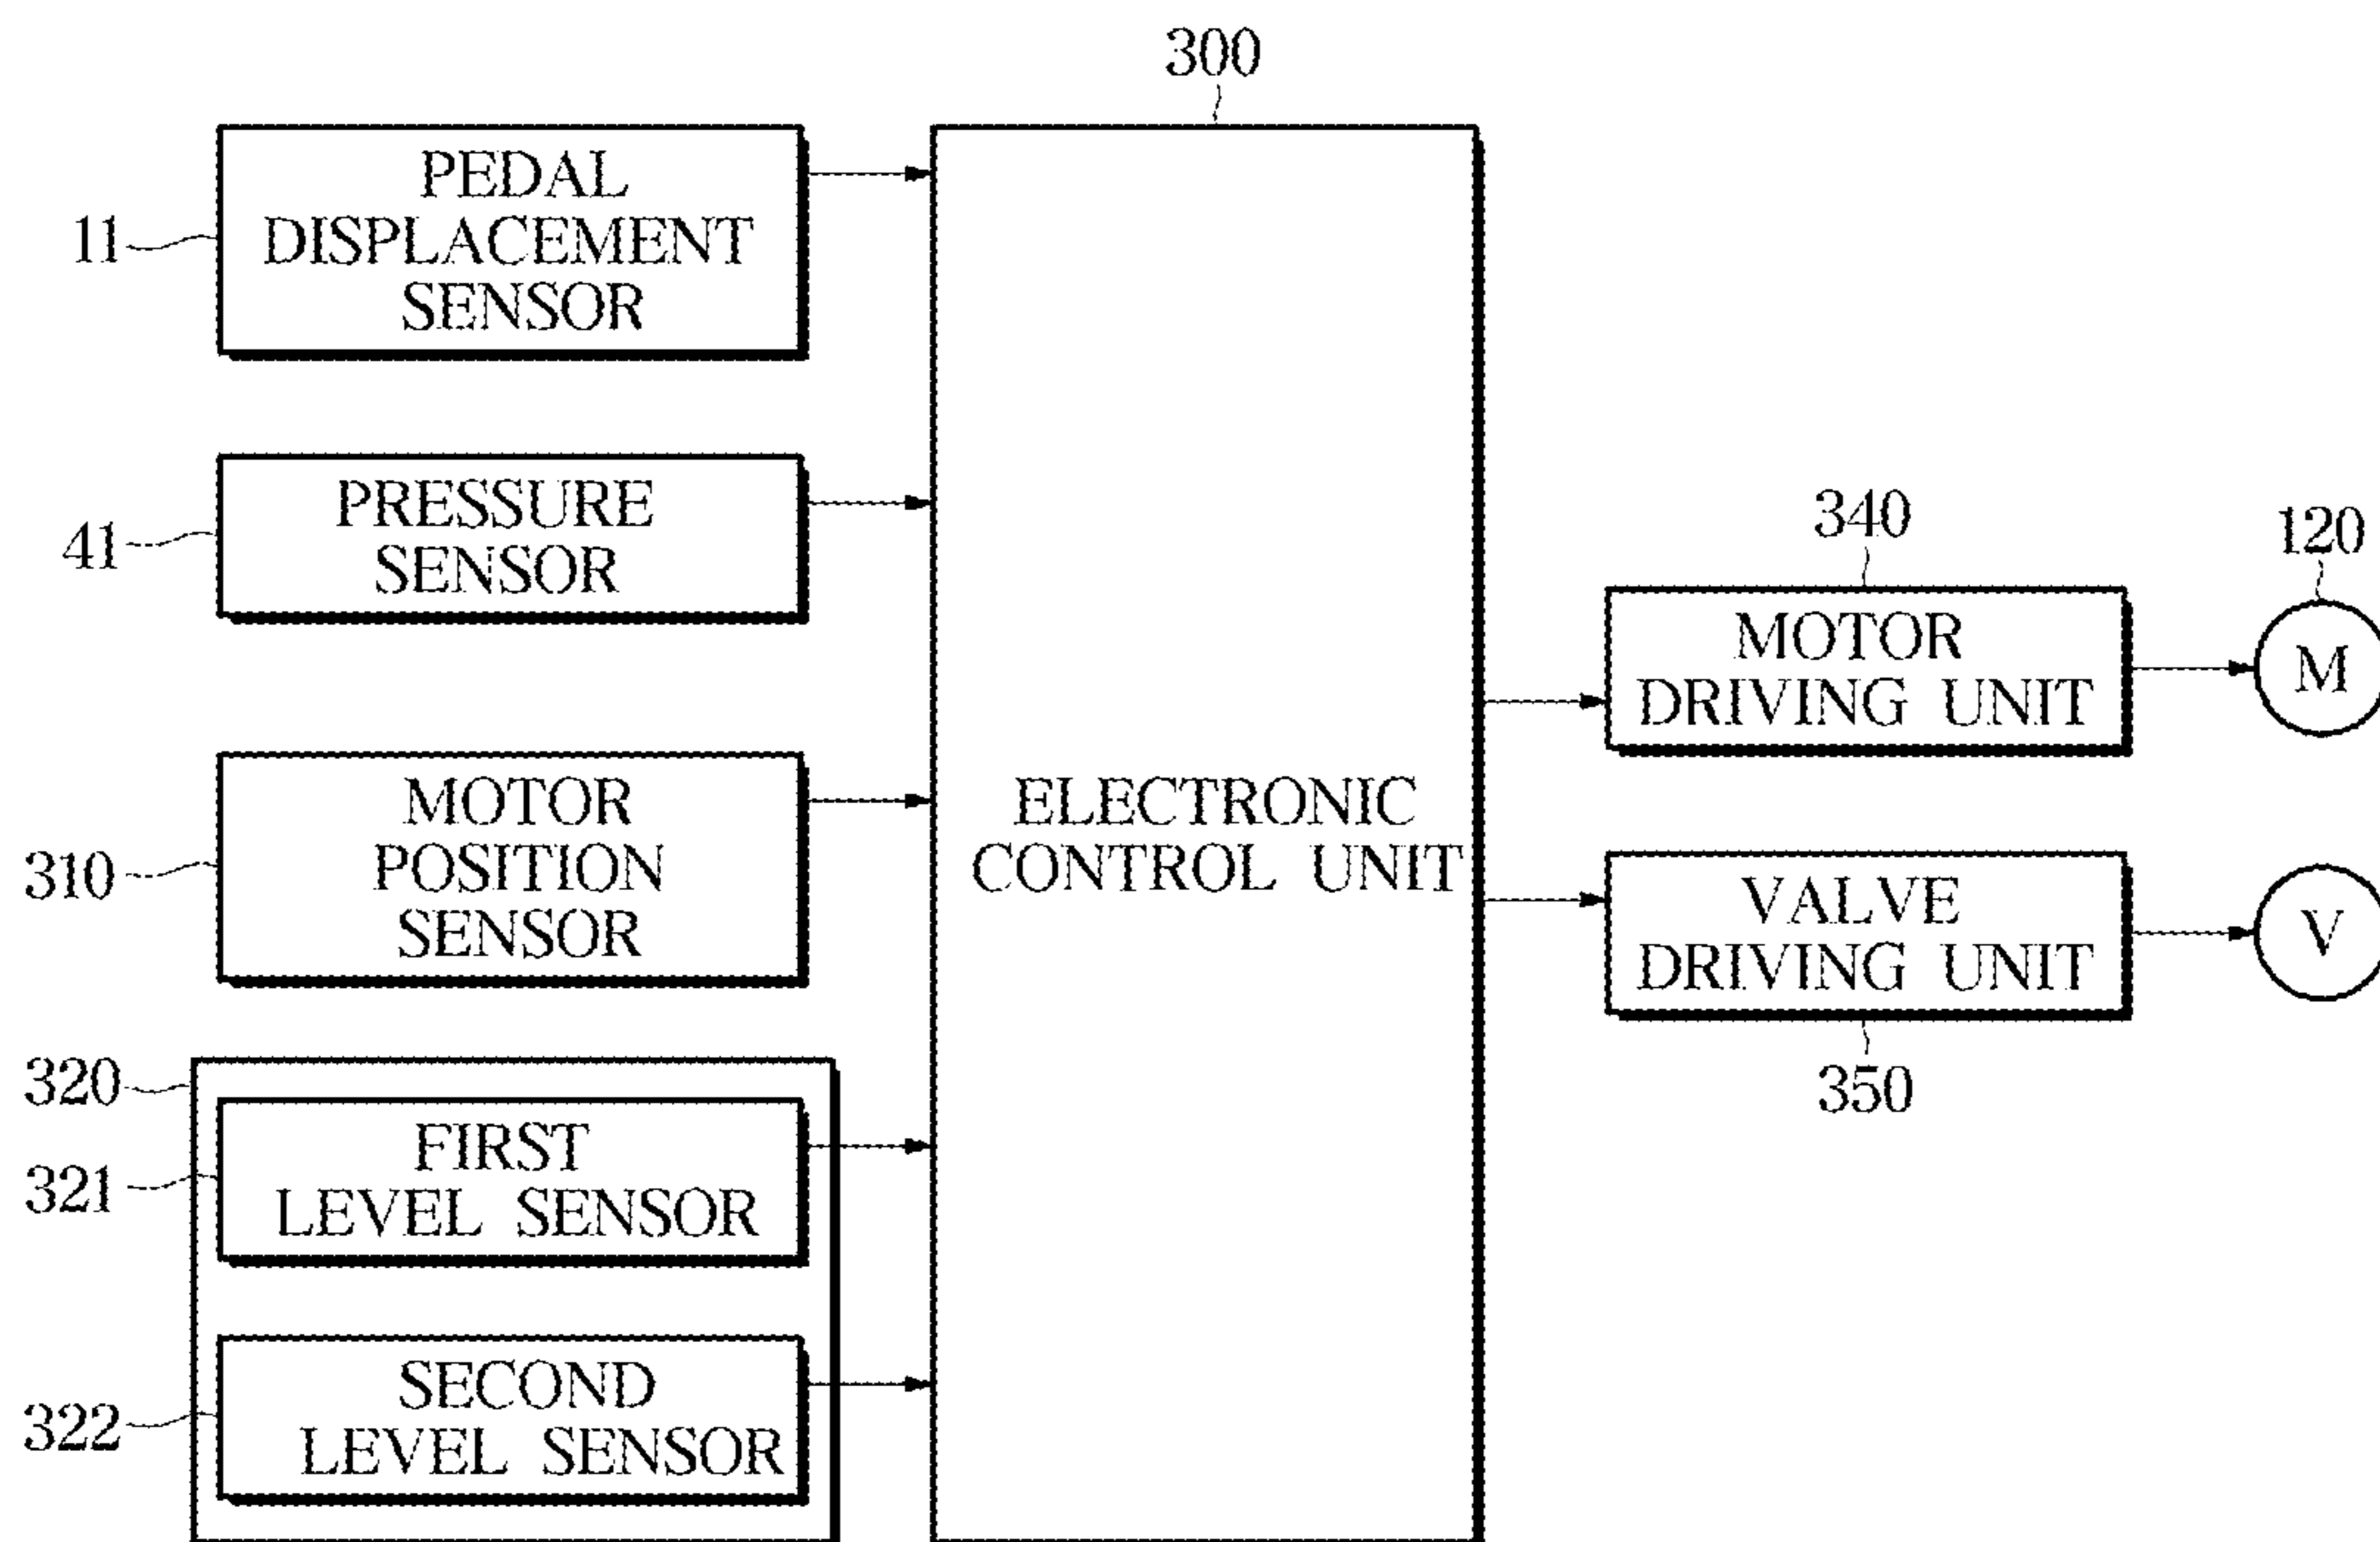 300
PEDAL
DISPLACEMENT
SENSOR
11
PRESSURE
SENSOR
41
MOTOR
POSITION
SENSOR
310
320
FIRST
LEVEL SENSOR
321
SECOND
LEVEL SENSOR
322
ELECTRONIC
CONTROL UNIT
340
MOTOR
DRIVING UNIT
120
M
VALVE
DRIVING UNIT
350
V